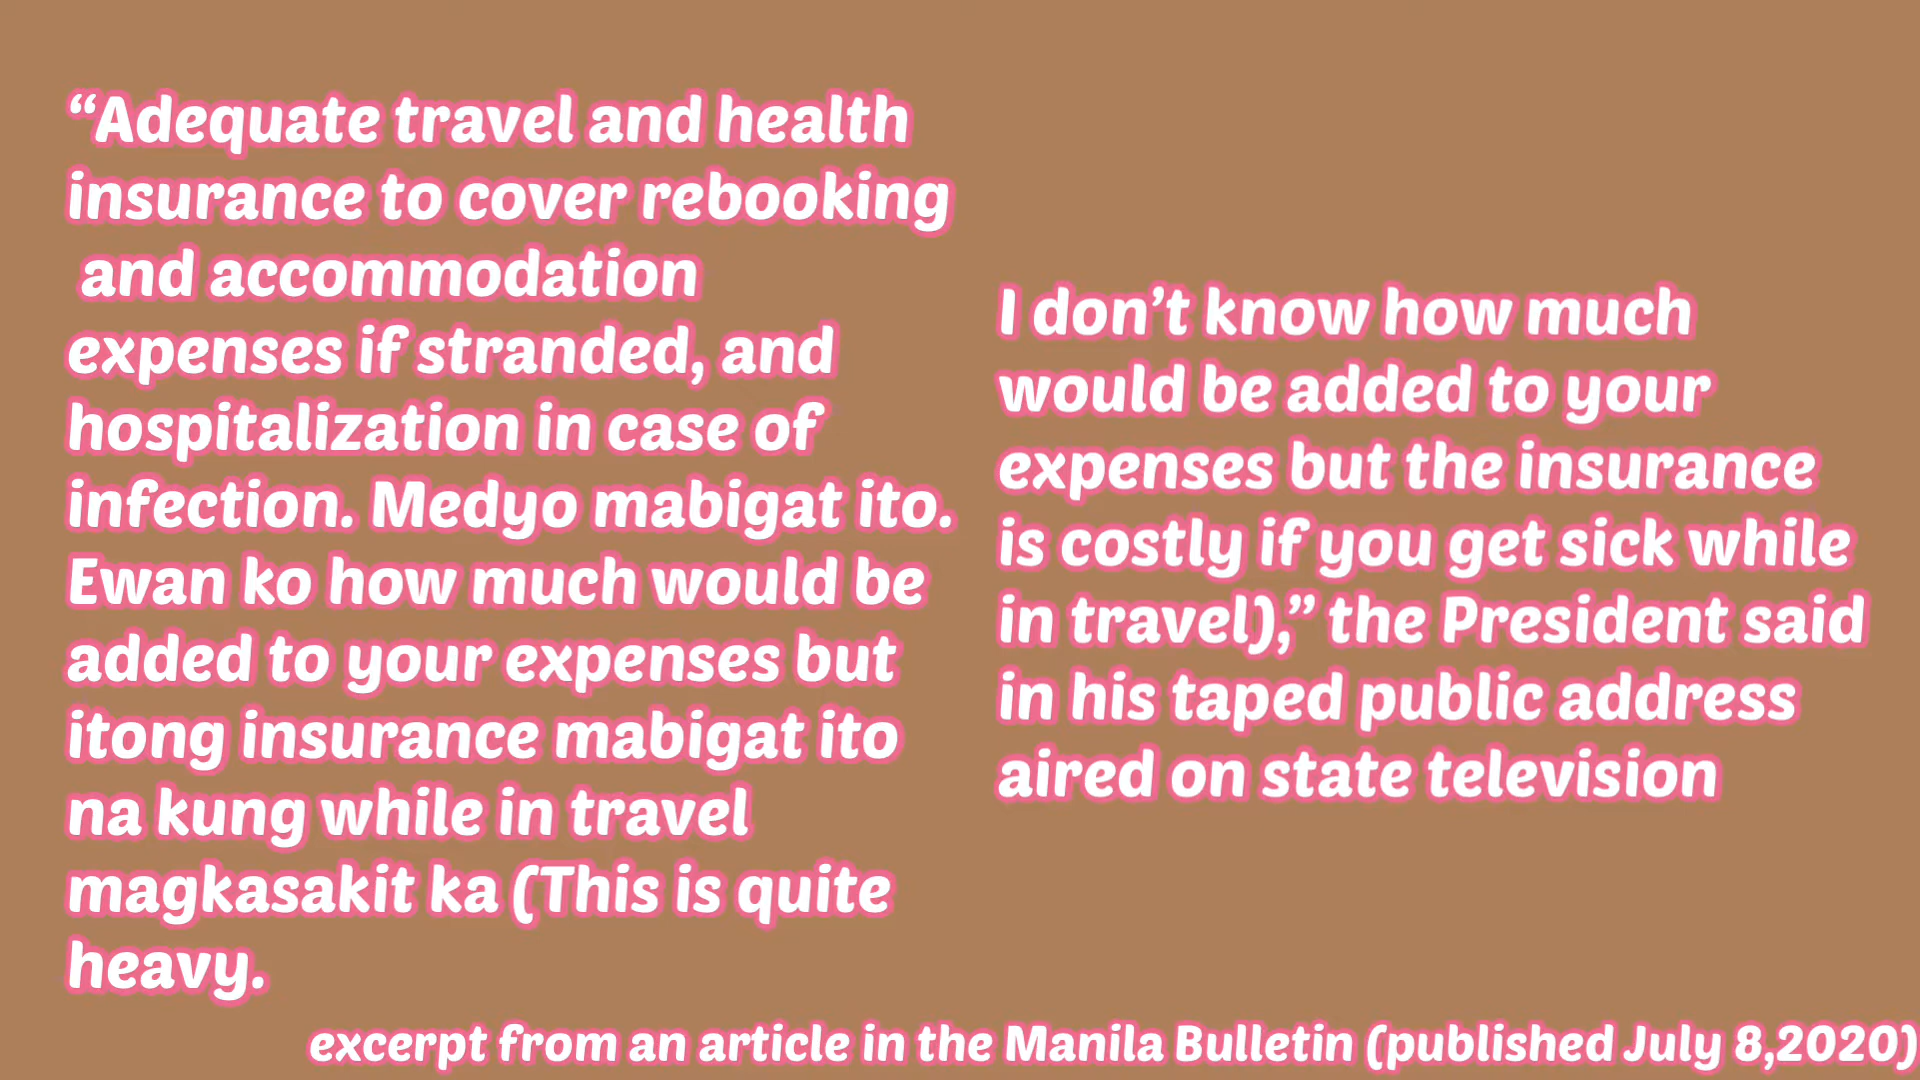 “Adequate travel and health
insurance to cover rebooking
and accommodation
expenses if stranded, and
hospitalization in case of
infection. Medyo mabigat ito.
Ewan ko how much would be
added to your expenses but
itong insurance mabigat ito
na kung while in travel
magkasakit ka (This is quite
heavy.
I don’t know how much
would be added to your
expenses but the insurance
is costly if you get sick while
in travel),” the President said
in his taped public address
aired on state television
excerpt from an article in the Manila Bulletin (published July 8,2020)